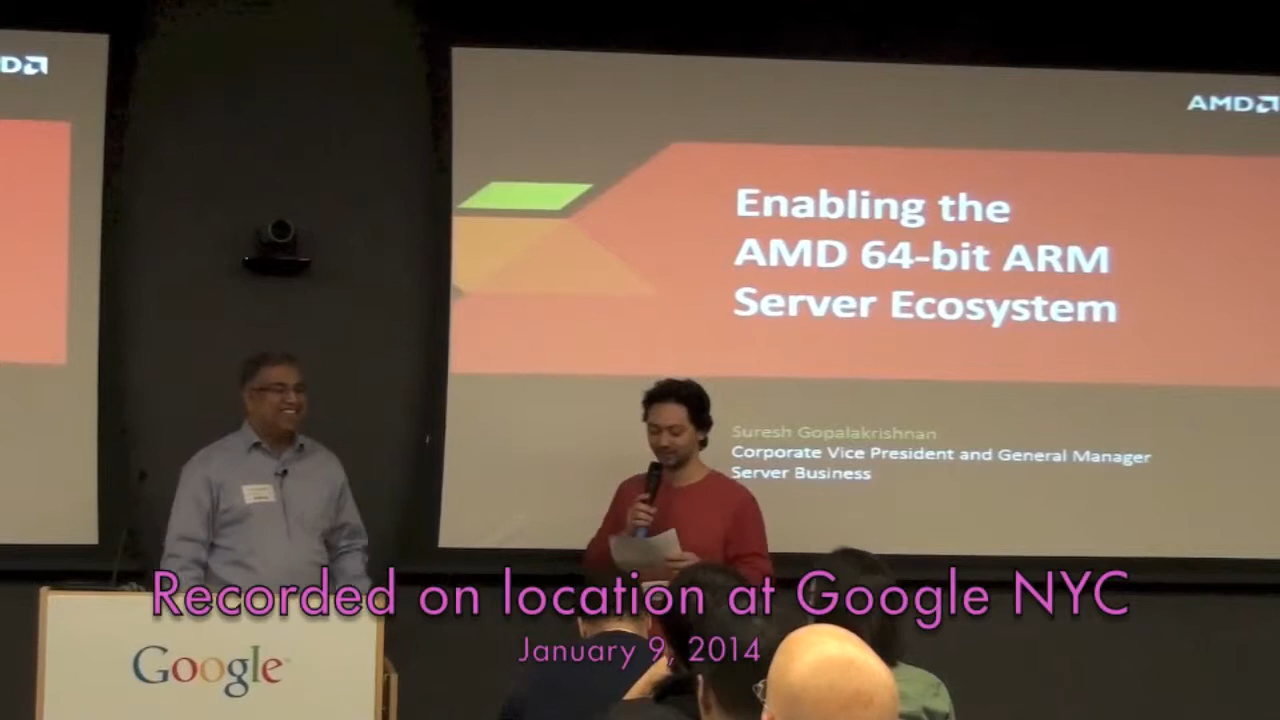 AMD
Enabling the
AMD 64-bit ARM
Server Ecosystem
Suresh Gopalakrishnan
Corporate Vice President and General Manager
Server Business
Recorded on location at Google NYC
January 9, 2014
Google